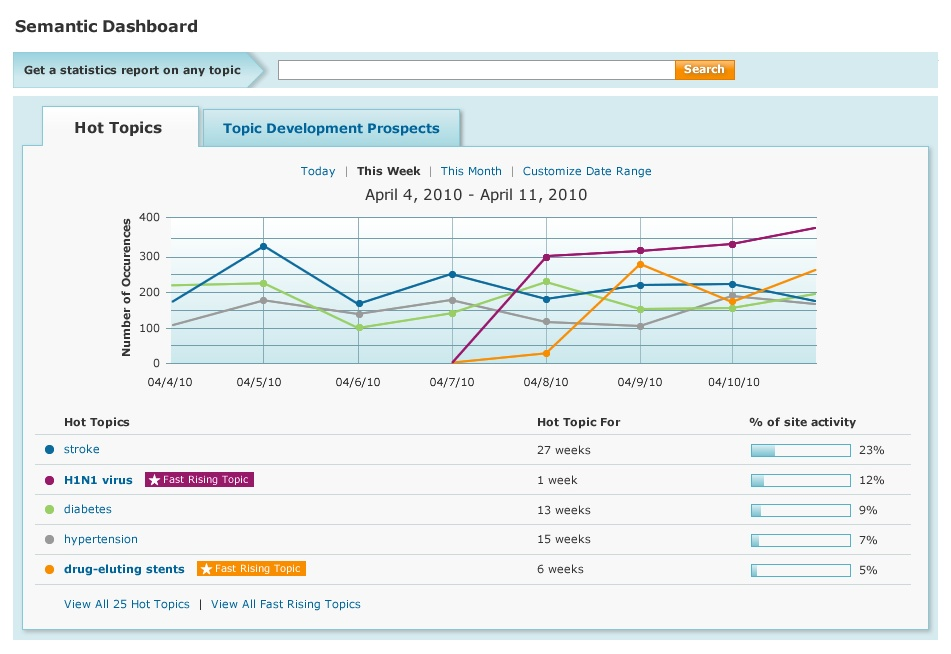 Semantic Dashboard
Get a statistics report on any topic
Search
Hot Topics
Topic Development Prospects
Today | This Week | This Month | Customize Date Range
April 4, 2010 - April 11, 2010
Number of Occurences
400
300
200
100
0
04/4/10 04/5/10 04/6/10 04/7/10 04/8/10 04/9/10 04/10/10
Hot Topics Hot Topic For % of site activity
stroke 27 weeks 23%
H1N1 virus Fast Rising Topic 1 week 12%
diabetes 13 weeks 9%
hypertension 15 weeks 7%
drug-eluting stents Fast Rising Topic 6 weeks 5%
View All 25 Hot Topics | View All Fast Rising Topics